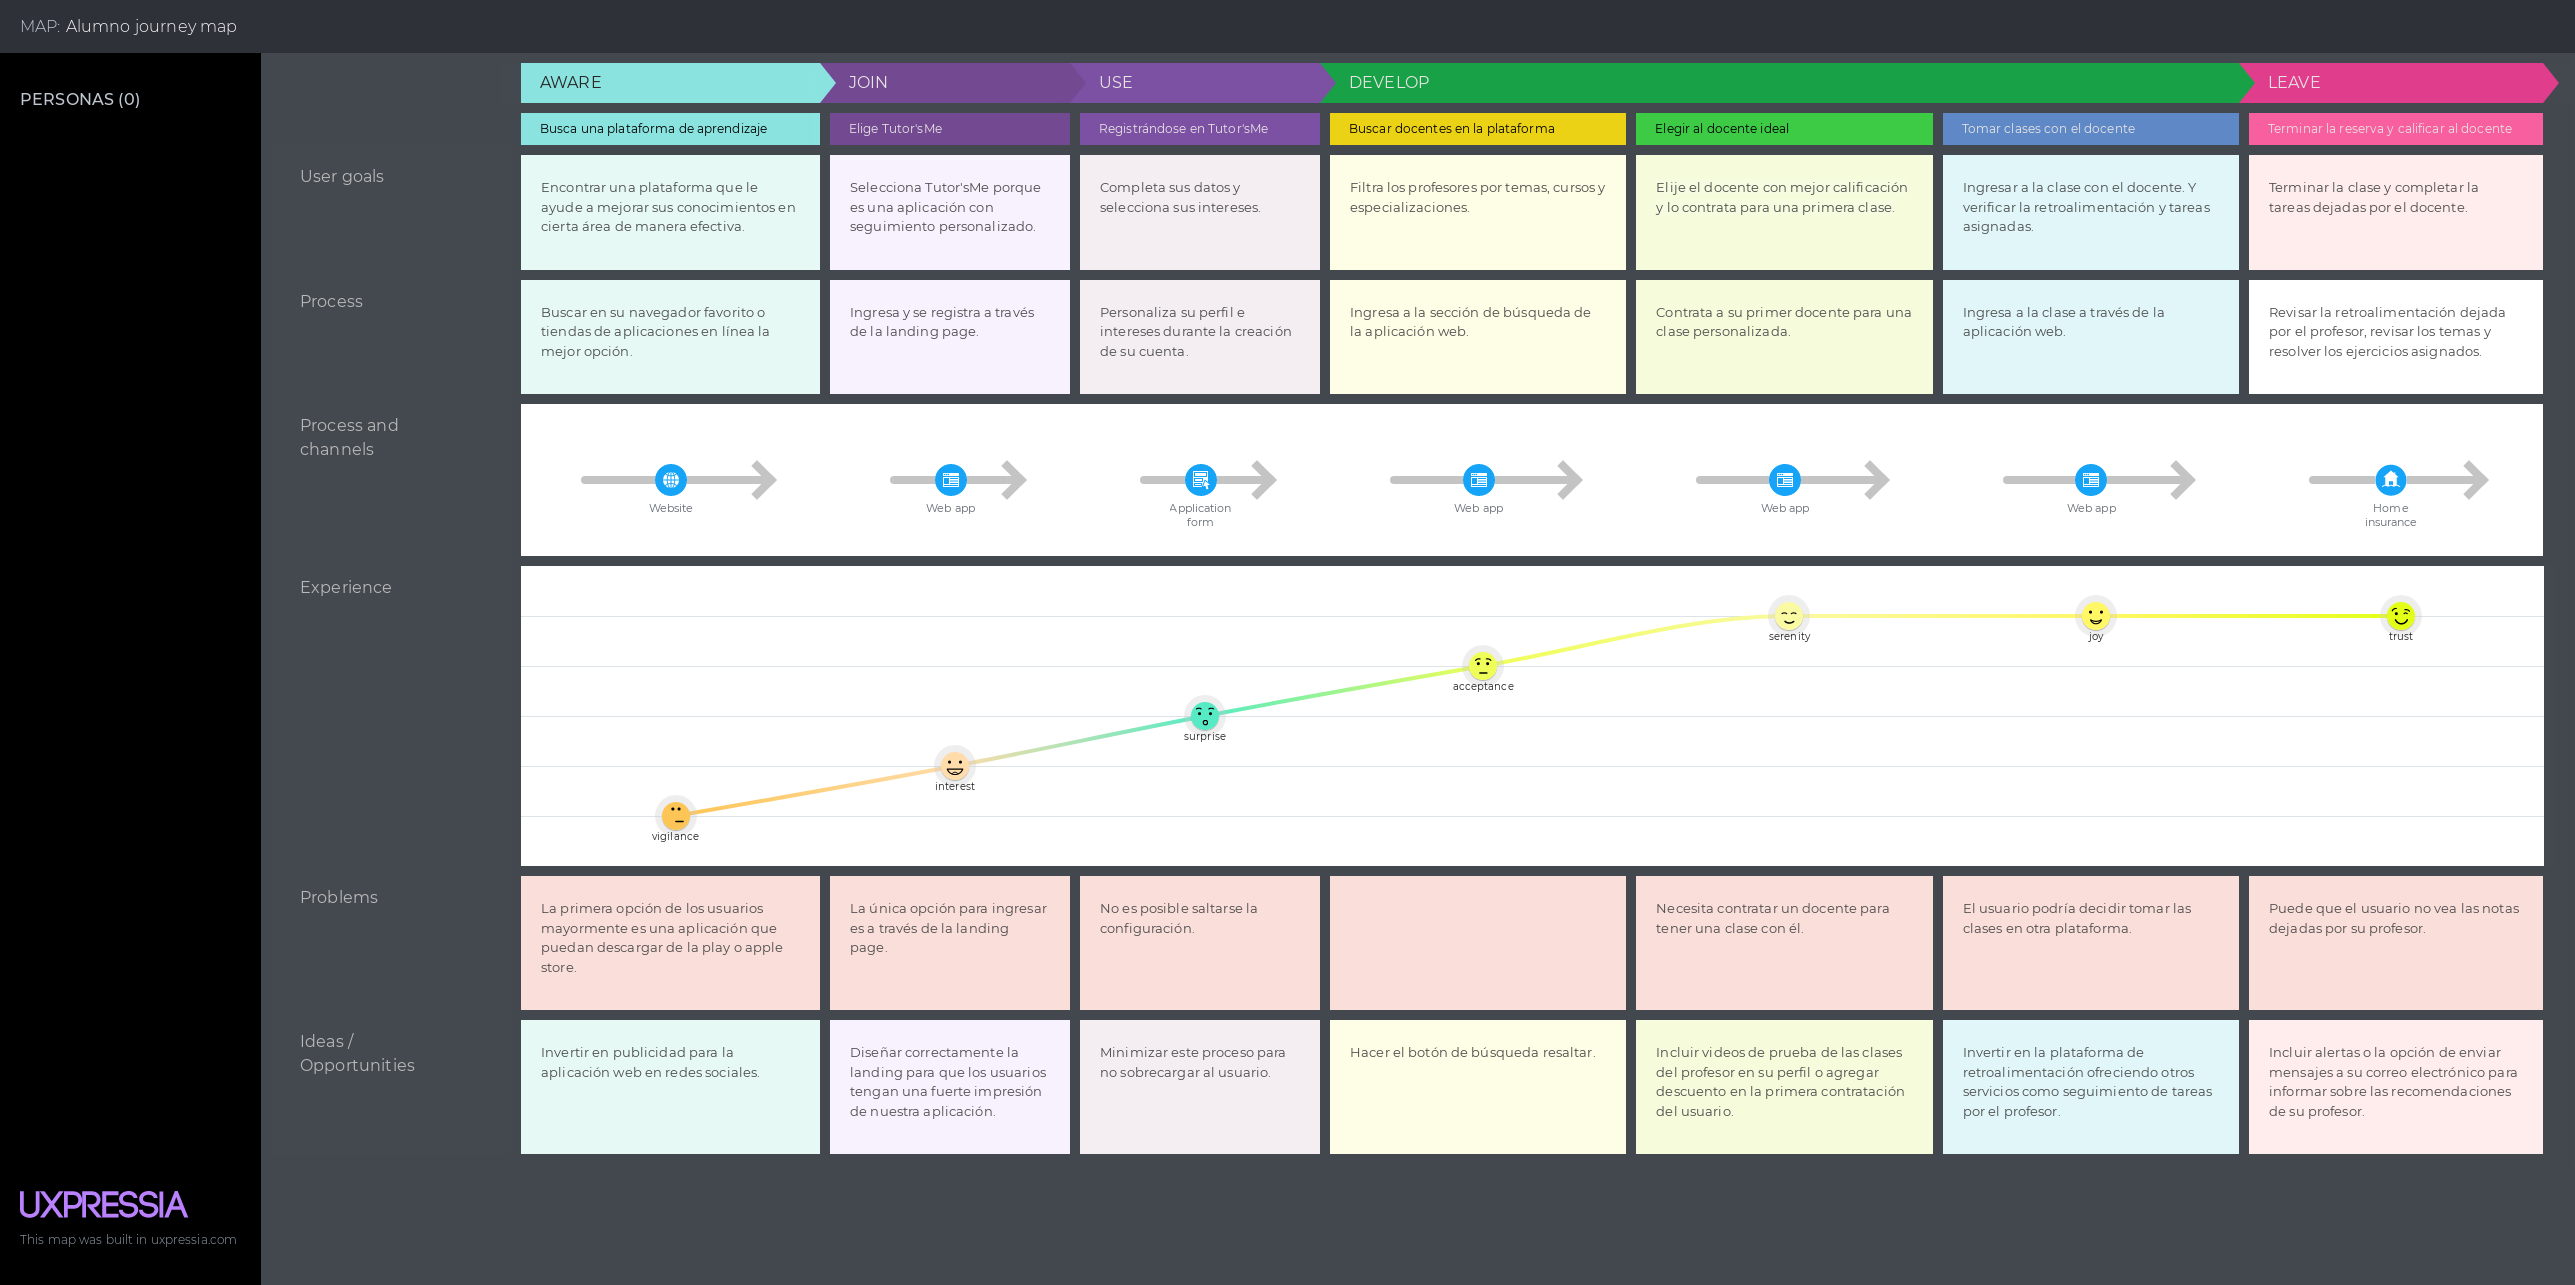 MAP: Alumno journey map
PERSONAS (0)
AWARE
JOIN
USE
DEVELOP
LEAVE
Busca una plataforma de aprendizaje
Elige Tutor'sMe
Registrándose en Tutor'sMe
Buscar docentes en la plataforma
Elegir al docente ideal
Tomar clases con el docente
Terminar la reserva y calificar al docente
User goals
Encontrar una plataforma que le
ayude a mejorar sus conocimientos en
cierta área de manera efectiva.
Selecciona Tutor'sMe porque
es una aplicación con
seguimiento personalizado.
Completa sus datos y
selecciona sus intereses.
Filtra los profesores por temas, cursos y
especializaciones.
Elije el docente con mejor calificación
y lo contrata para una primera clase.
Ingresar a la clase con el docente. Y
verificar la retroalimentación y tareas
asignadas.
Terminar la clase y completar la
tareas dejadas por el docente.
Process
Buscar en su navegador favorito o
tiendas de aplicaciones en línea la
mejor opción.
Ingresa y se registra a través
de la landing page.
Personaliza su perfil e
intereses durante la creación
de su cuenta.
Ingresa a la sección de búsqueda de
la aplicación web.
Contrata a su primer docente para una
clase personalizada.
Ingresa a la clase a través de la
aplicación web.
Revisar la retroalimentación dejada
por el profesor, revisar los temas y
resolver los ejercicios asignados.
Process and
channels
Website
Web app
Application
form
Web app
Web app
Web app
Home
insurance
Experience
serenity
joy
trust
acceptance
surprise
interest
vigilance
Problems
La primera opción de los usuarios
mayormente es una aplicación que
puedan descargar de la play o apple
store.
La única opción para ingresar
es a través de la landing
page.
No es posible saltarse la
configuración.
Necesita contratar un docente para
tener una clase con él.
El usuario podría decidir tomar las
clases en otra plataforma.
Puede que el usuario no vea las notas
dejadas por su profesor.
Ideas /
Opportunities
Invertir en publicidad para la
aplicación web en redes sociales.
Diseñar correctamente la
landing para que los usuarios
tengan una fuerte impresión
de nuestra aplicación.
Minimizar este proceso para
no sobrecargar al usuario.
Hacer el botón de búsqueda resaltar.
Incluir videos de prueba de las clases
del profesor en su perfil o agregar
descuento en la primera contratación
del usuario.
Invertir en la plataforma de
retroalimentación ofreciendo otros
servicios como seguimiento de tareas
por el profesor.
Incluir alertas o la opción de enviar
mensajes a su correo electrónico para
informar sobre las recomendaciones
de su profesor.
UXPRESSIA
This map was built in uxpressia.com